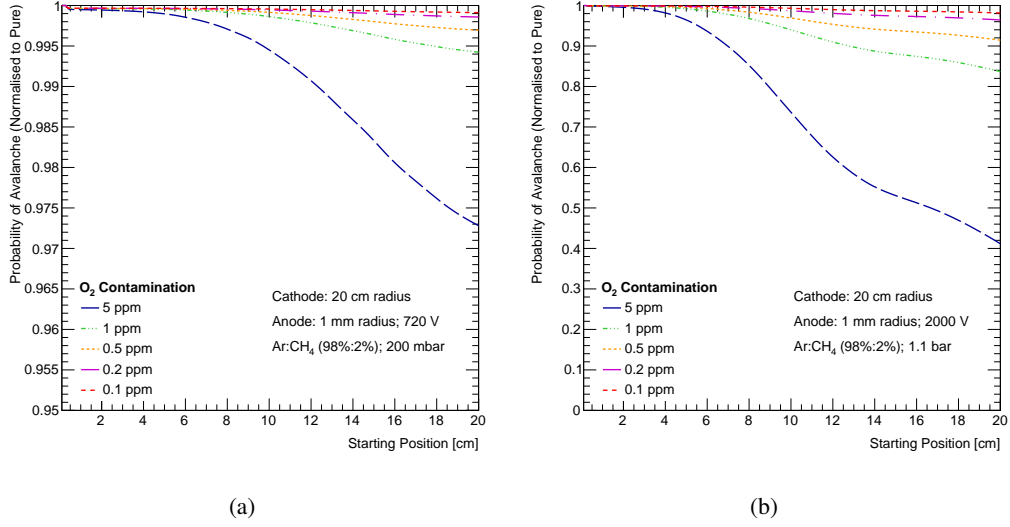 Probability of Avalanche (Normalised to Pure)
1
0.995
0.99
0.985
0.98
0.975
0.97
0.965
0.96
0.955
0.95
O2 Contamination
5 ppm
1 ppm
0.5 ppm
0.2 ppm
0.1 ppm
Cathode: 20 cm radius
Anode: 1 mm radius; 720 V
Ar:CH4 (98%:2%); 200 mbar
2 4 6 8 10 12 14 16 18 20
Starting Position [cm]
(a)
Probability of Avalanche (Normalised to Pure)
1
0.9
0.8
0.7
0.6
0.5
0.4
0.3
0.2
0.1
0
O2 Contamination
5 ppm
1 ppm
0.5 ppm
0.2 ppm
0.1 ppm
Cathode: 20 cm radius
Anode: 1 mm radius; 2000 V
Ar:CH4 (98%:2%); 1.1 bar
2 4 6 8 10 12 14 16 18 20
Starting Position [cm]
(b)